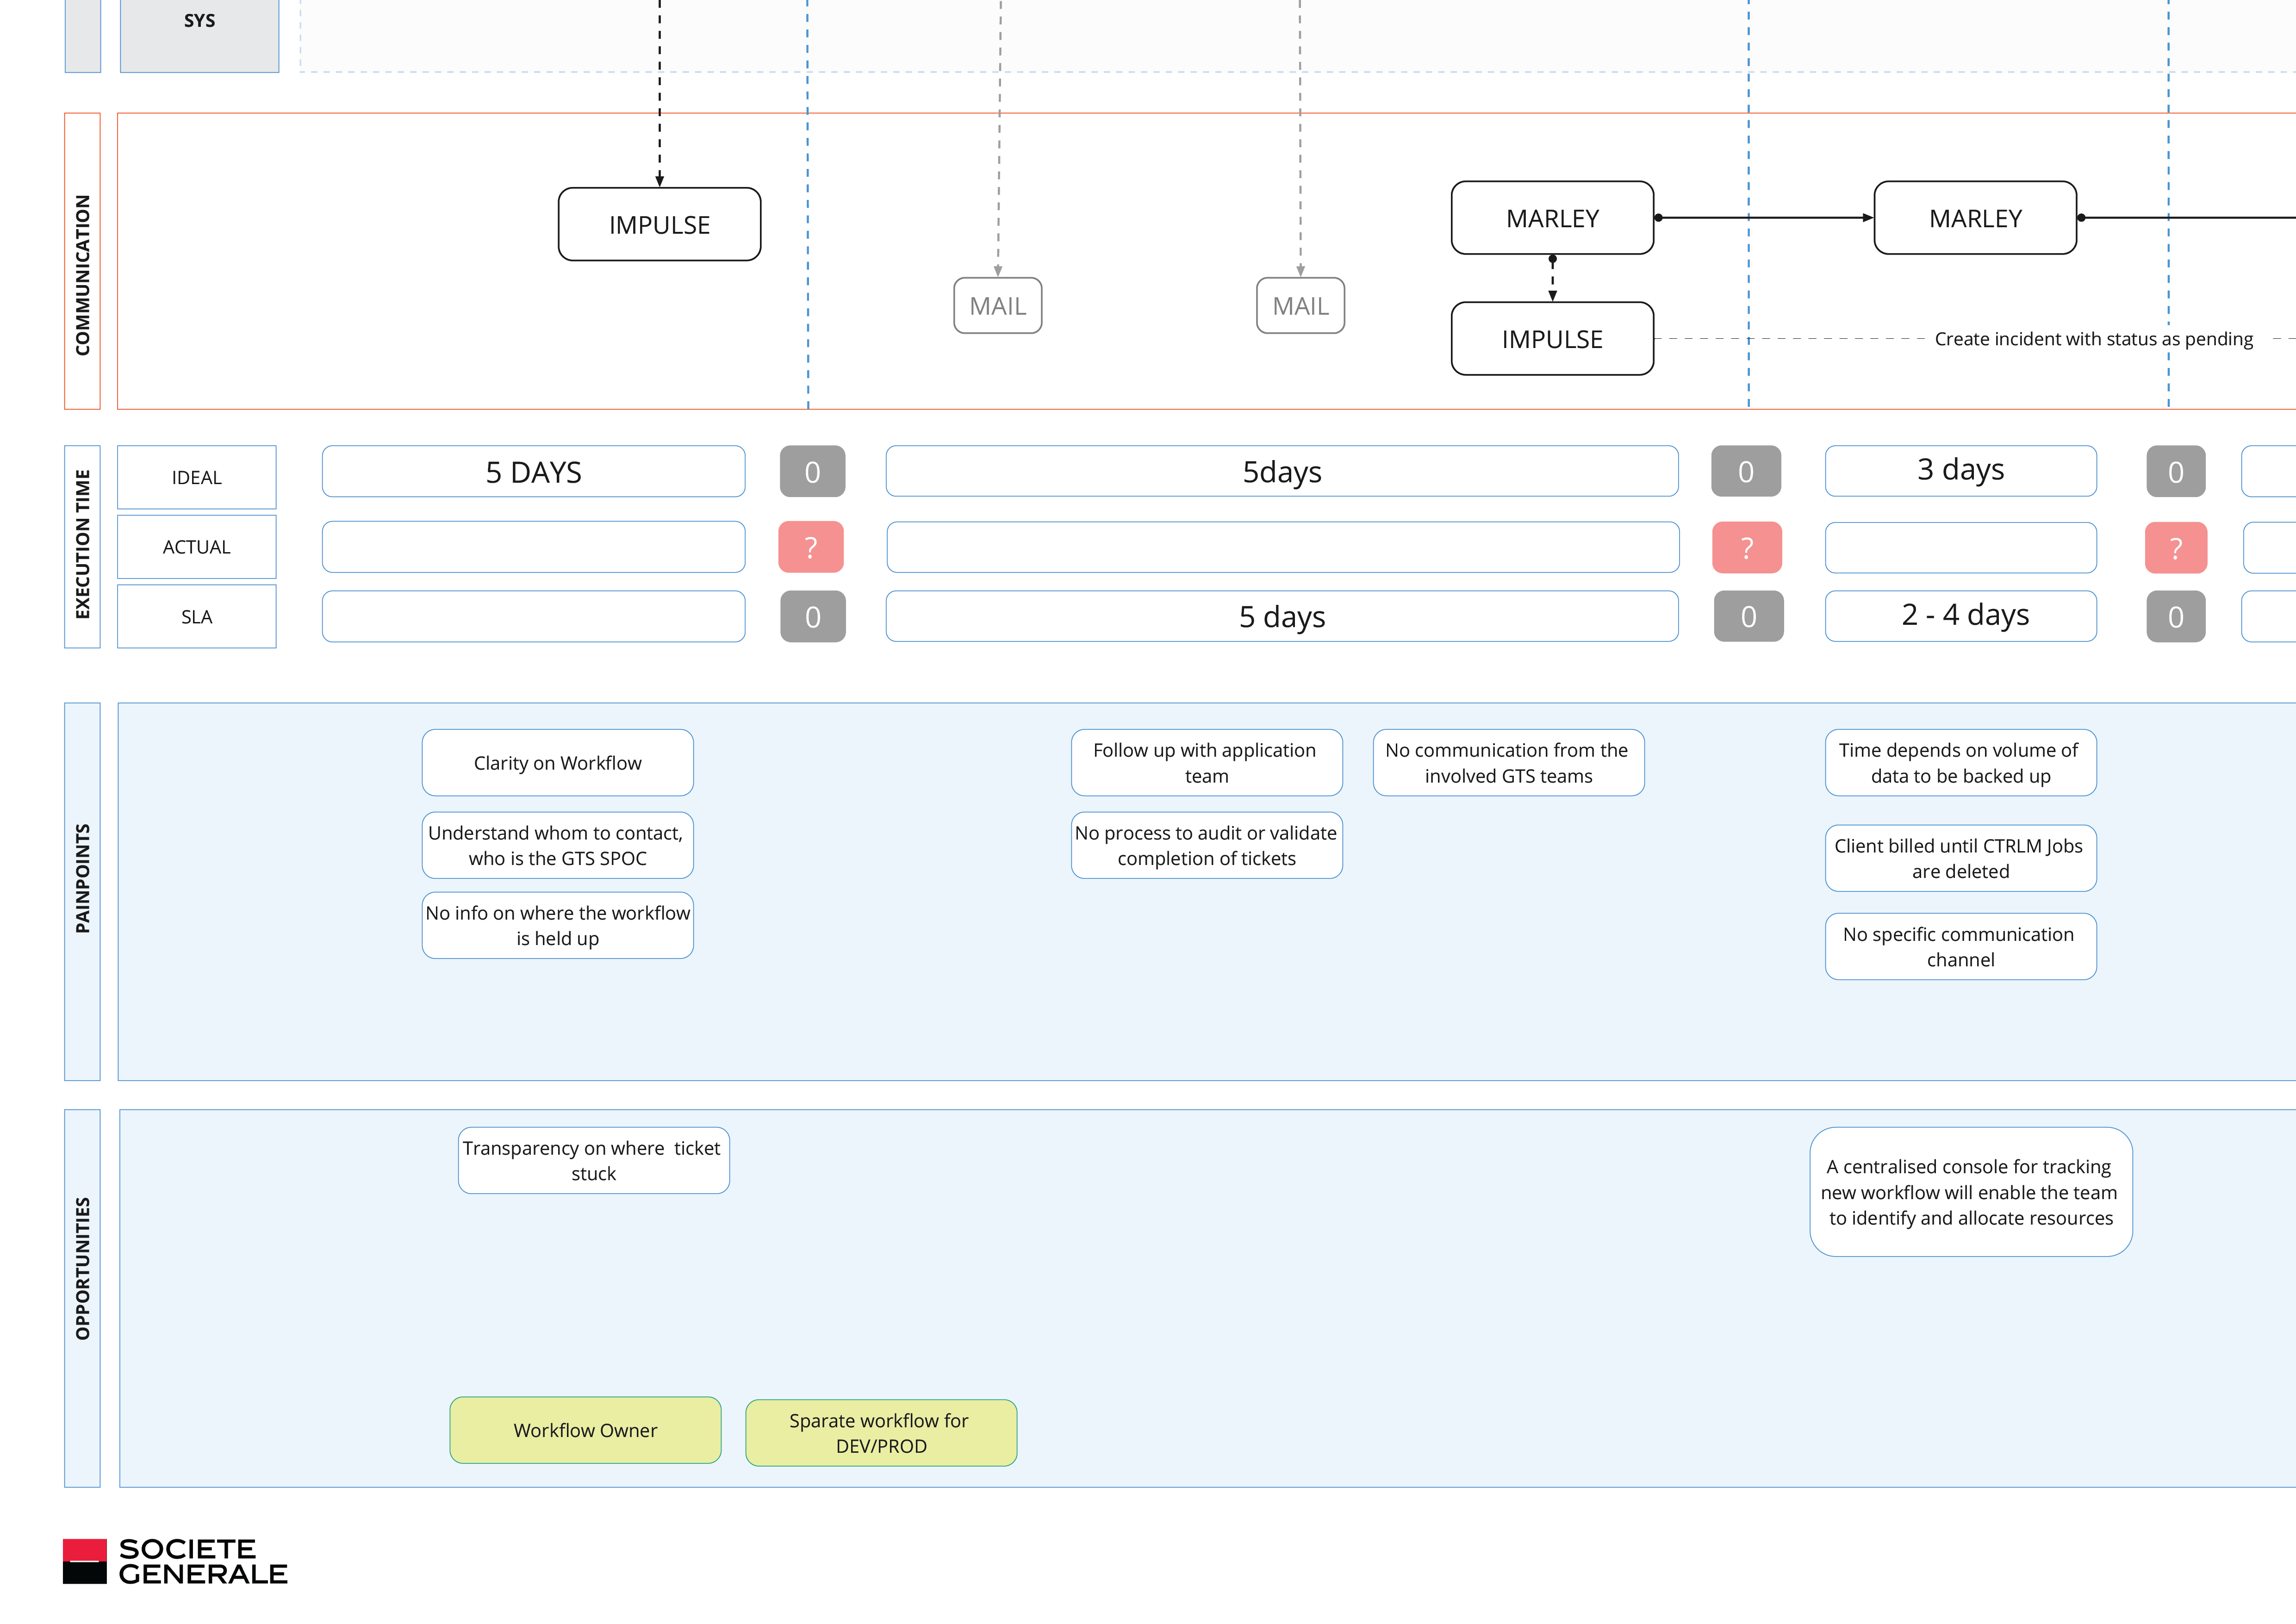 SYS
COMMUNICATION
IMPULSE
MAIL
MAIL
MARLEY
MARLEY
IMPULSE
Create incident with status as pending
EXECUTION TIME
IDEAL
5 DAYS
0
5days
0
3 days
0
ACTUAL
?
?
?
SLA
0
5 days
0
2 - 4 days
0
PAINPOINTS
Clarity on Workflow
Understand whom to contact,
who is the GTS SPOC
No info on where the workflow
is held up
Follow up with application
team
No process to audit or validate
completion of tickets
No communication from the
involved GTS teams
Time depends on volume of
data to be backed up
Client billed until CTRLM Jobs
are deleted
No specific communication
channel
OPPORTUNITIES
Transparency on where  ticket
stuck
A centralised console for tracking
new workflow will enable the team
to identify and allocate resources
Workflow Owner
Sparate workflow for
DEV/PROD
SOCIETE
GENERALE